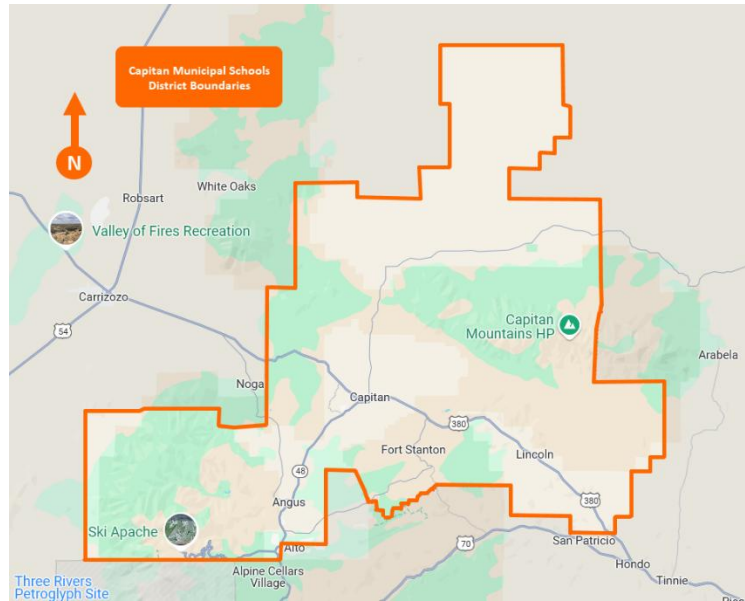 Capitan Municipal Schools
District Boundaries
N
White Oaks
Robsart
Valley of Fires Recreation
Carrizozo
54
Capitan
Mountains HP
Arabela
Nogal
Capitan
380
Fort Stanton
Lincoln
48
Angus
380
Ski Apache
Alto
70
San Patricio
Alpine Cellars
Village
Hondo
Tinnie
Three Rivers
Petroglyph Site